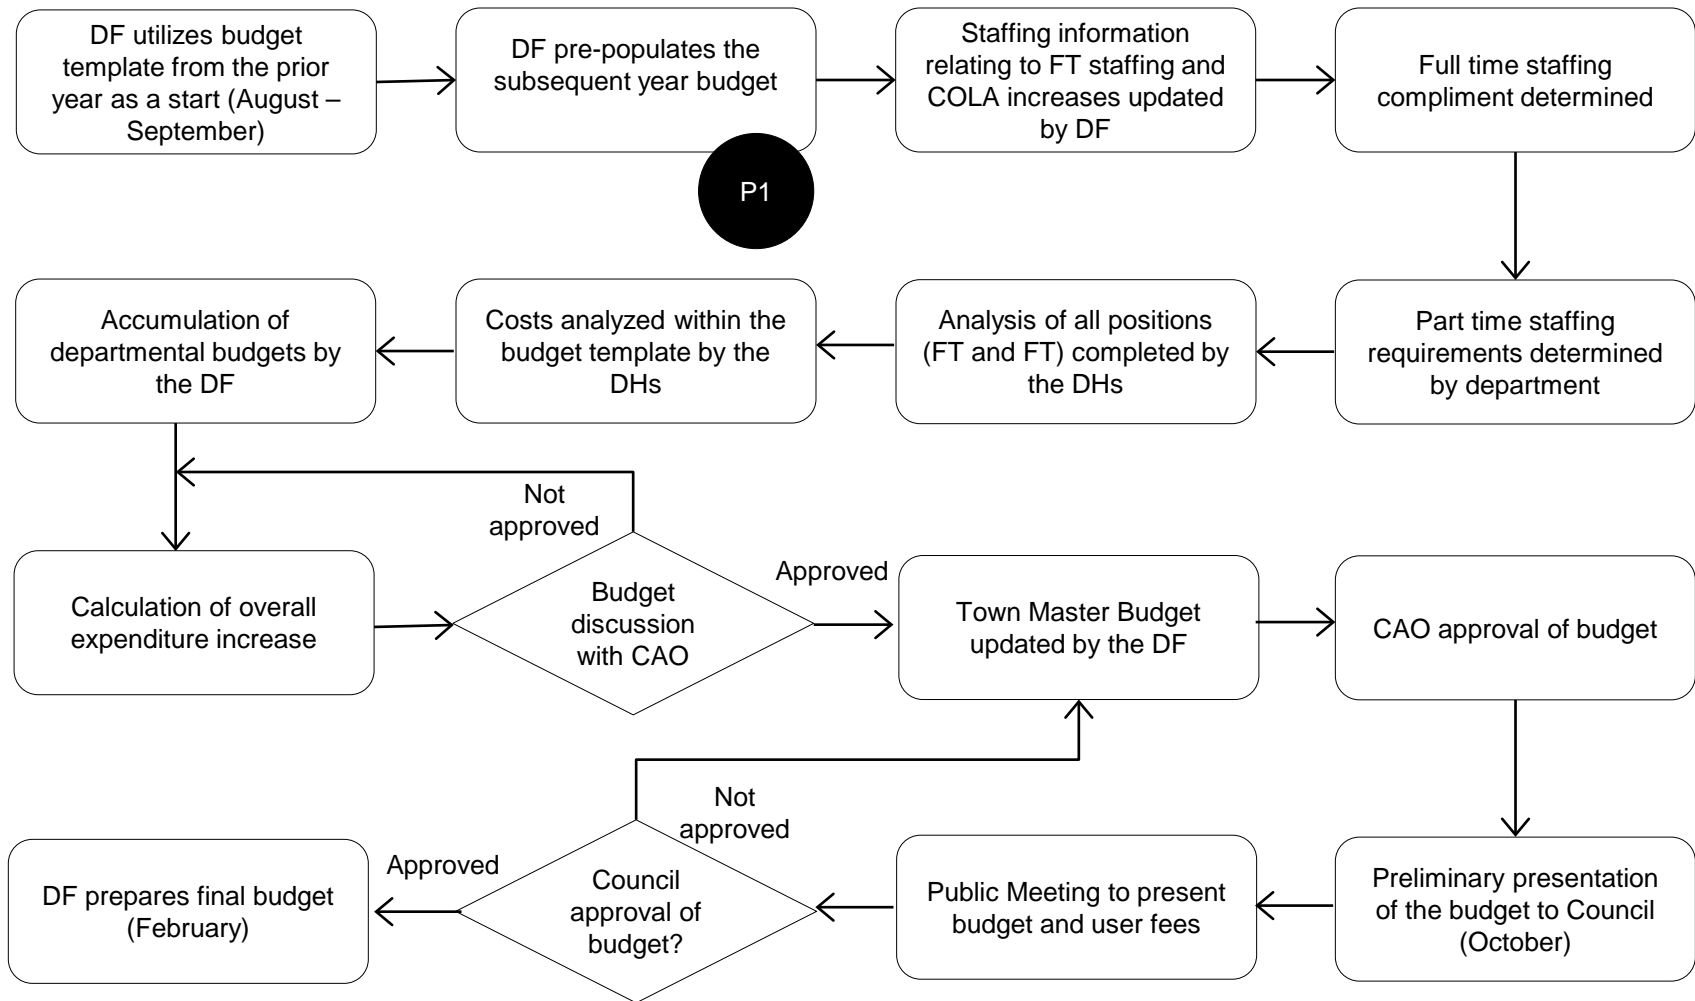 DF utilizes budget
template from the prior
year as a start (August –
September)
DF pre-populates the
subsequent year budget
P1
Staffing information
relating to FT staffing and
COLA increases updated
by DF
Full time staffing
compliment determined
Part time staffing
requirements determined
by department
Analysis of all positions
(FT and FT) completed by
the DHs
Costs analyzed within the
budget template by the
DHs
Accumulation of
departmental budgets by
the DF
Calculation of overall
expenditure increase
Budget
discussion
with CAO
Not
approved
Approved
Town Master Budget
updated by the DF
CAO approval of budget
Preliminary presentation
of the budget to Council
(October)
Public Meeting to present
budget and user fees
Council
approval of
budget?
Not
approved
Approved
DF prepares final budget
(February)